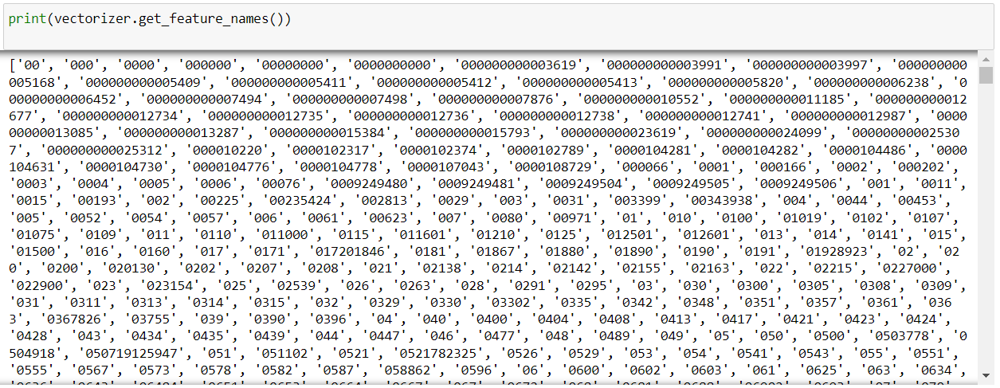 print(vectorizer.get_feature_names())
['00', '000', '0000', '000000', '00000000', '0000000000', '000000000003619', '000000000003991', '000000000003997', '000000000
005168', '000000000005409', '000000000005411', '000000000005412', '000000000005413', '000000000005820', '000000000006238', '0
00000000006452', '000000000007494', '000000000007498', '000000000007876', '000000000010552', '000000000011185', '000000000012
677', '000000000012734', '000000000012735', '000000000012736', '000000000012738', '000000000012741', '000000000012987', '0000
00000013085', '000000000013287', '000000000015384', '000000000015793', '000000000023619', '000000000024099', '00000000002530
7', '000000000025312', '000010220', '0000102317', '0000102374', '0000102789', '0000104281', '0000104282', '0000104486', '0000
104631', '0000104730', '0000104776', '0000104778', '0000107043', '0000108729', '000066', '0001', '000166', '0002', '000202',
'0003', '0004', '0005', '0006', '00076', '0009249480', '0009249481', '0009249504', '0009249505', '0009249506', '001', '0011',
'0015', '00193', '002', '00225', '00235424', '002813', '0029', '003', '0031', '003399', '00343938', '004', '0044', '00453',
'005', '0052', '0054', '0057', '006', '0061', '00623', '007', '0080', '00971', '01', '010', '0100', '01019', '0102', '0107',
'01075', '0109', '011', '0110', '011000', '0115', '011601', '01210', '0125', '012501', '012601', '013', '014', '0141', '015',
'01500', '016', '0160', '017', '0171', '017201846', '0181', '01867', '01880', '01890', '0190', '0191', '01928923', '02', '02
0', '0200', '020130', '0202', '0207', '0208', '021', '02138', '0214', '02142', '02155', '02163', '022', '02215', '0227000',
'022900', '023', '023154', '025', '02539', '026', '0263', '028', '0291', '0295', '03', '030', '0300', '0305', '0308', '0309',
'031', '0311', '0313', '0314', '0315', '032', '0329', '0330', '03302', '0335', '0342', '0348', '0351', '0357', '0361', '036
3', '0367826', '03755', '039', '0390', '0396', '04', '040', '0400', '0404', '0408', '0413', '0417', '0421', '0423', '0424',
'0428', '043', '0434', '0435', '0439', '044', '0447', '046', '0477', '048', '0489', '049', '05', '050', '0500', '0503778', '0
504918', '050719125947', '051', '051102', '0521', '0521782325', '0526', '0529', '053', '054', '0541', '0543', '055', '0551',
'0555', '0567', '0573', '0578', '0582', '0587', '058862', '0596', '06', '0600', '0602', '0603', '061', '0625', '063', '0634',